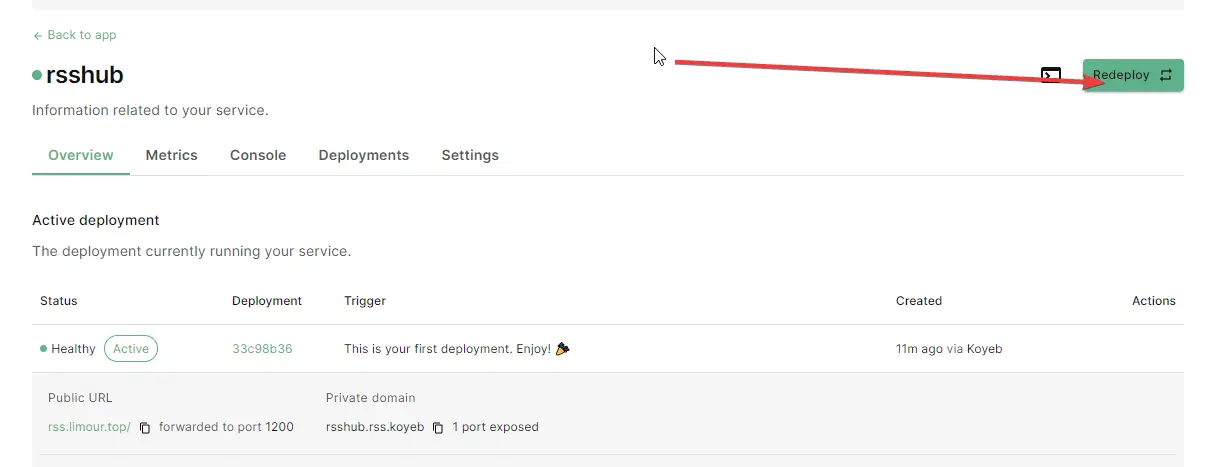 Back to app
rsshub
Redeploy
Information related to your service.
Overview Metrics Console Deployments Settings
Active deployment
The deployment currently running your service.
Status Deployment Trigger Created Actions
Healthy Active 33c98b36 This is your first deployment. Enjoy! 🎉 11m ago via Koyeb
Public URL Private domain
rss.limour.top/ forwarded to port 1200 rsshub.rss.koyeb 1 port exposed